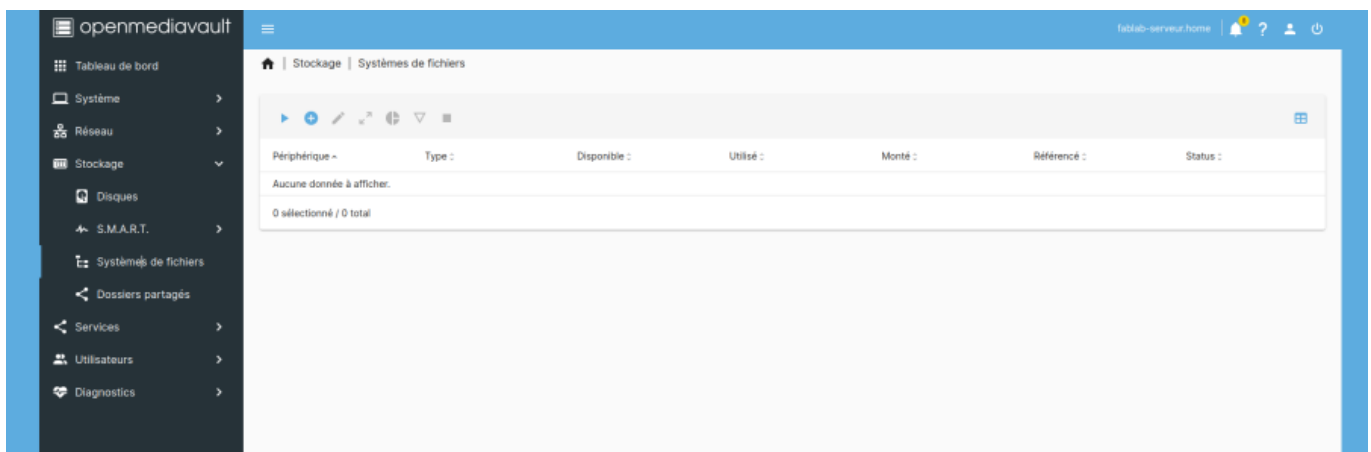 openmediavault
fablab-serveur.home
?
Tableau de bord
Stockage | Systèmes de fichiers
Système
Réseau
Stockage
Périphérique Type Disponible Utilisé Monté Référencé Status
Aucune donnée à afficher.
Disques
0 sélectionné / 0 total
S.M.A.R.T.
Systèmes de fichiers
Dossiers partagés
Services
Utilisateurs
Diagnostics